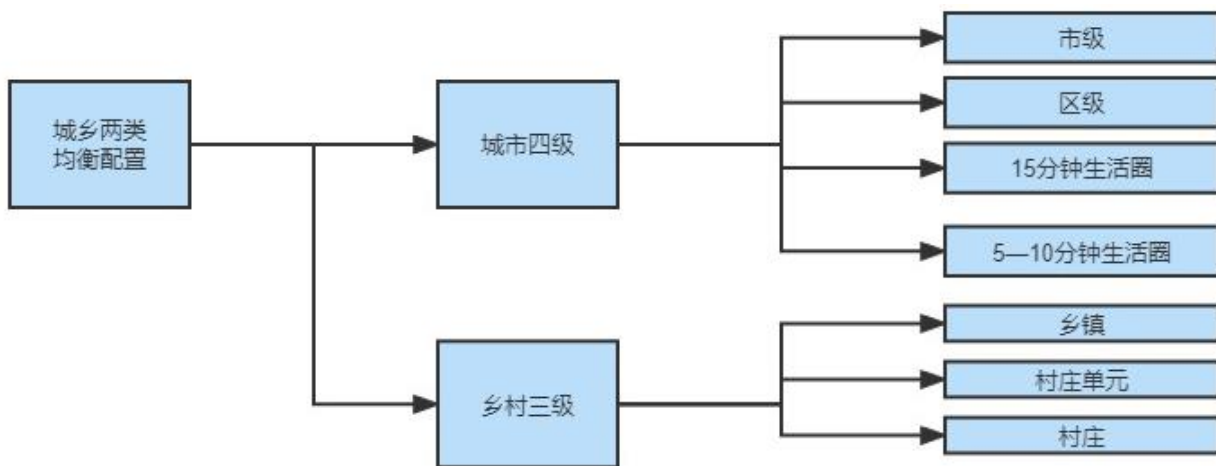 城乡两类
均衡配置
城市四级
市级
区级
15分钟生活圈
5—10分钟生活圈
乡村三级
乡镇
村庄单元
村庄